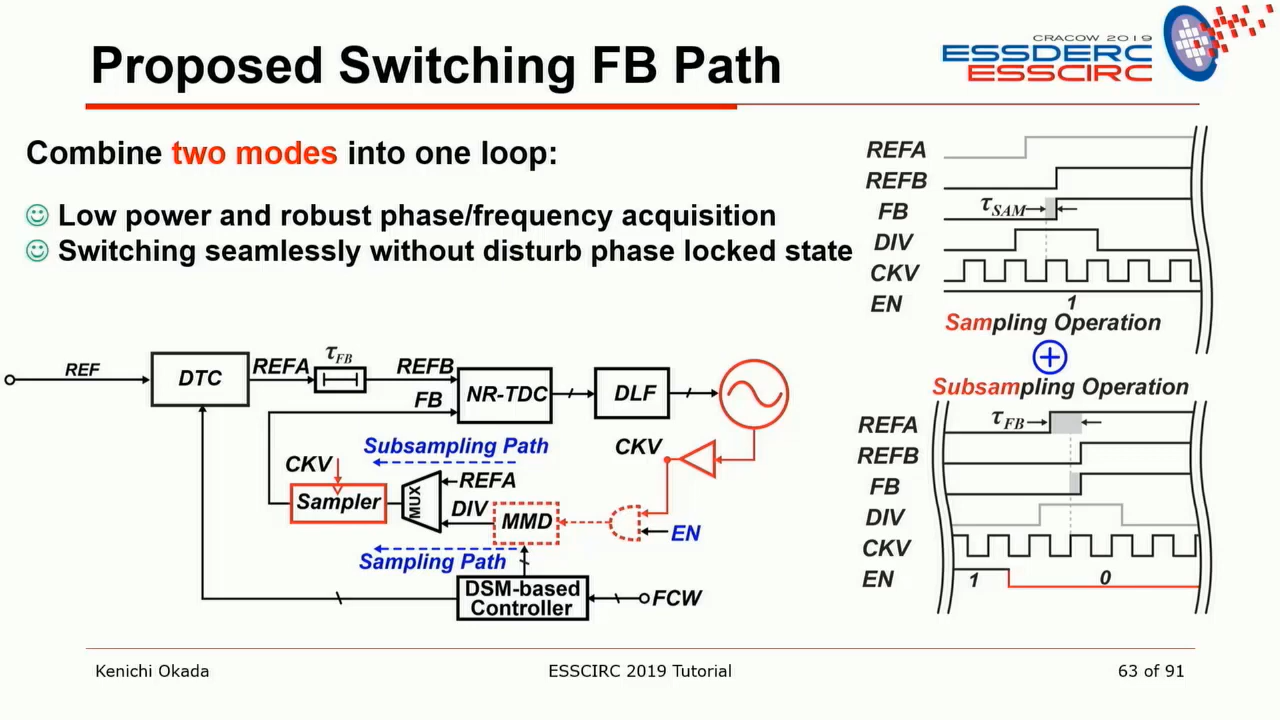 Proposed Switching FB Path
CRACOW 2019
ESSDERC
ESSCIRC
Combine two modes into one loop:
Low power and robust phase/frequency acquisition
Switching seamlessly without disturb phase locked state
REFA
REFB
FB
τSAM
DIV
CKV
EN
1
Sampling Operation
Subsampling Operation
REFA
τFB
REFB
FB
DIV
CKV
EN
1
0
REF
DTC
REFA
τFB
REFB
FB
NR-TDC
DLF
Subsampling Path
CKV
CKV
Sampler
MUX
REFA
DIV
MMD
EN
Sampling Path
DSM-based
Controller
FCW
Kenichi Okada
ESSCIRC 2019 Tutorial
63 of 91